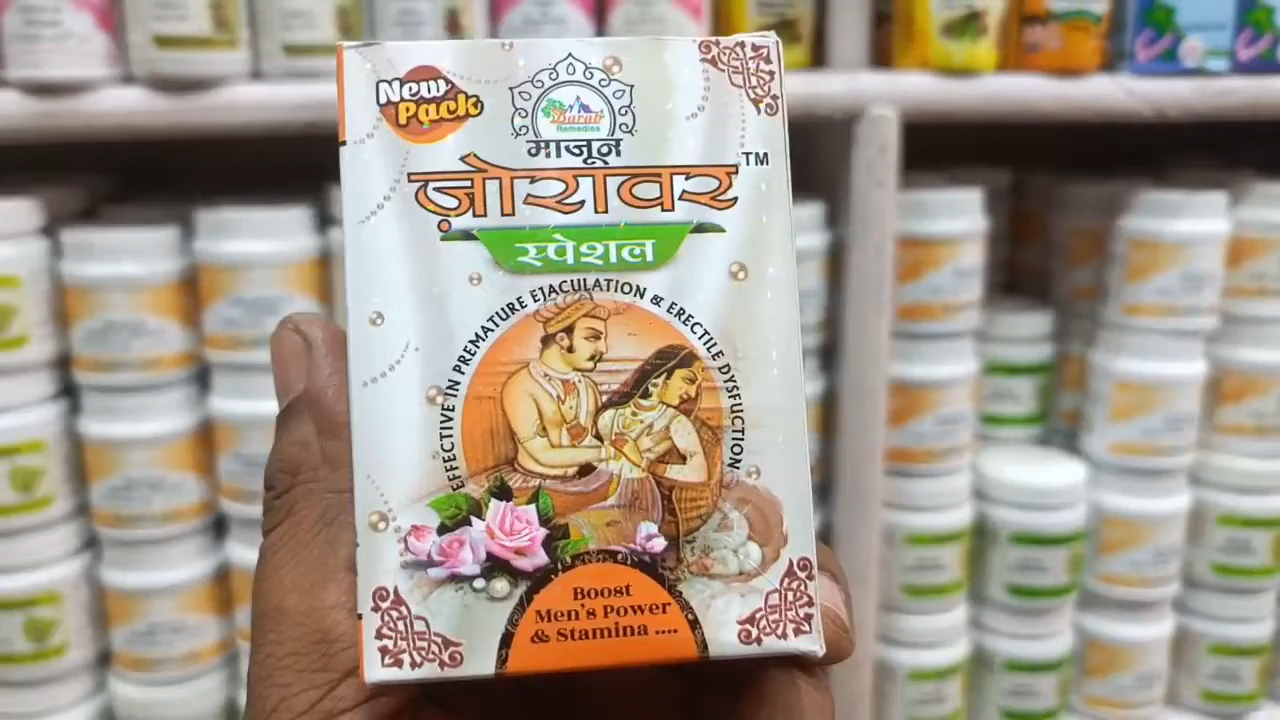 New
Pack
Darab
Remedies
माजून
ज़ोरावर TM
स्पेशल
EFFECTIVE IN PREMATURE EJACULATION & ERECTILE DYSFUCTION
Boost
Men's Power
& Stamina ....